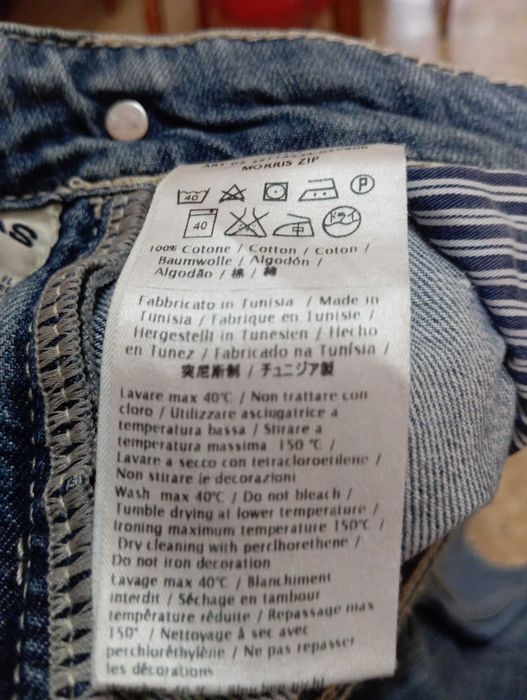 MORRIS ZIP
40
P
40
ドライ
100% Cotone / Cotton / Coton /
Baumwolle / Algodón /
Algodão / 棉 / 綿
Fabbricato in Tunisia / Made in
Tunisia / Fabrique en Tunisie /
Hergestellt in Tunesien / Hecho
en Tunez / Fabricado na Tunísia /
突尼斯制 / チュニジア製
Lavare max 40°C / Non trattare con
cloro / Utilizzare asciugatrice a
temperatura bassa / Stirare a
temperatura massima 150 °C /
Lavare a secco con tetracloroetilene /
Non stirare le decorazioni
Wash max 40°C / Do not bleach /
Tumble drying at lower temperature /
Ironing maximum temperature 150°C /
Dry cleaning with perclhorethene /
Do not iron decoration
Lavage max 40°C / Blanchiment
interdit / Séchage en tambour
température réduite / Repassage max
150° / Nettoyage à sec avec
perchloréthylène / Ne pas repasser
les décorations